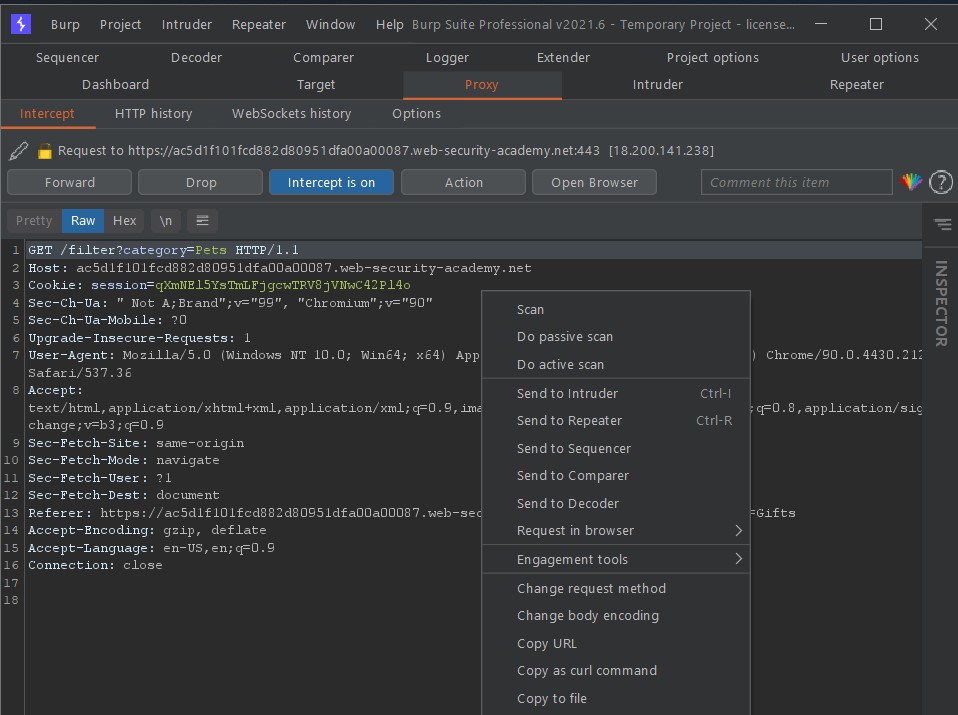 Burp Project Intruder Repeater Window Help Burp Suite Professional v2021.6 - Temporary Project - license...
Sequencer Decoder Comparer Logger Extender Project options User options
Dashboard Target Proxy Intruder Repeater
Intercept HTTP history WebSockets history Options
Request to https://ac5d1f101fcd882d80951dfa00a00087.web-security-academy.net:443 [18.200.141.238]
Forward Drop Intercept is on Action Open Browser Comment this item ?
Pretty Raw Hex \n
INSPECTOR
1 GET /filter?category=Pets HTTP/1.1
2 Host: ac5d1f101fcd882d80951dfa00a00087.web-security-academy.net
3 Cookie: session=qXmNEl5YsTmLFjgcwTRV8jVNwC42Pl4o
4 Sec-Ch-Ua: " Not A;Brand";v="99", "Chromium";v="90"
5 Sec-Ch-Ua-Mobile: ?0
6 Upgrade-Insecure-Requests: 1
7 User-Agent: Mozilla/5.0 (Windows NT 10.0; Win64; x64) App ) Chrome/90.0.4430.212
Safari/537.36
8 Accept:
text/html,application/xhtml+xml,application/xml;q=0.9,ima ;q=0.8,application/sig
change;v=b3;q=0.9
9 Sec-Fetch-Site: same-origin
10 Sec-Fetch-Mode: navigate
11 Sec-Fetch-User: ?1
12 Sec-Fetch-Dest: document
13 Referer: https://ac5d1f101fcd882d80951dfa00a00087.web-sec =Gifts
14 Accept-Encoding: gzip, deflate
15 Accept-Language: en-US,en;q=0.9
16 Connection: close
17
18
Scan
Do passive scan
Do active scan
Send to Intruder Ctrl-I
Send to Repeater Ctrl-R
Send to Sequencer
Send to Comparer
Send to Decoder
Request in browser
Engagement tools
Change request method
Change body encoding
Copy URL
Copy as curl command
Copy to file